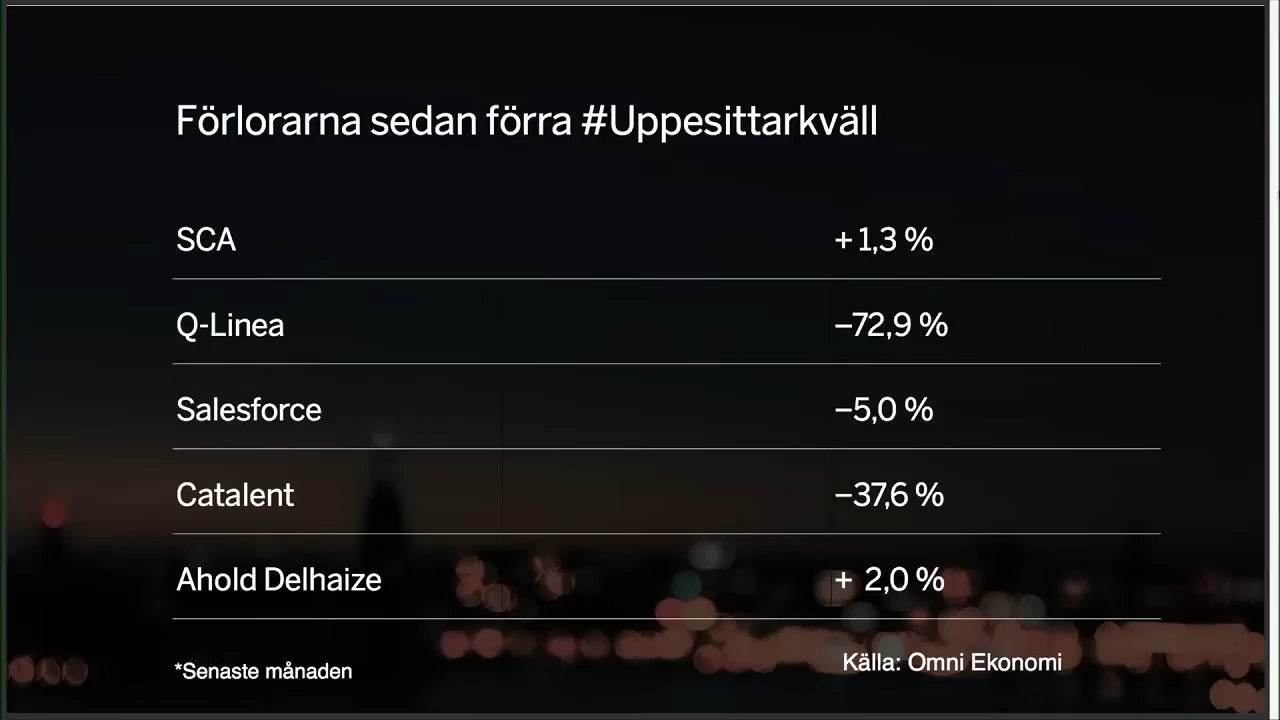 Förlorarna sedan förra #Uppesittarkväll
SCA +1,3 %
Q-Linea –72,9 %
Salesforce –5,0 %
Catalent –37,6 %
Ahold Delhaize + 2,0 %
*Senaste månaden Källa: Omni Ekonomi